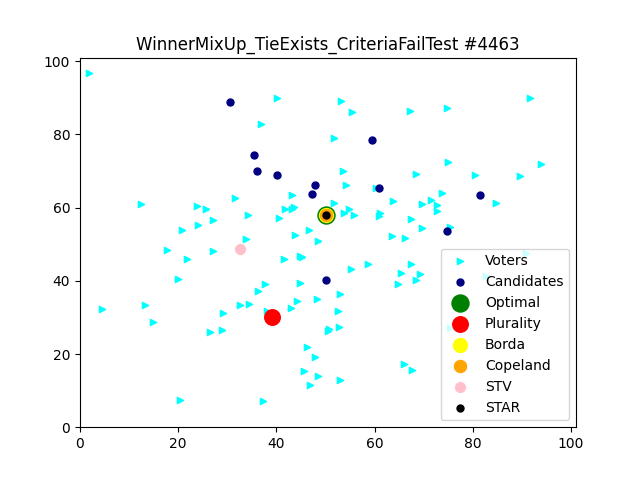 WinnerMixUp_TieExists_CriteriaFailTest #4463
100
80
60
40
20
0
0 20 40 60 80 100
Voters
Candidates
Optimal
Plurality
Borda
Copeland
STV
STAR